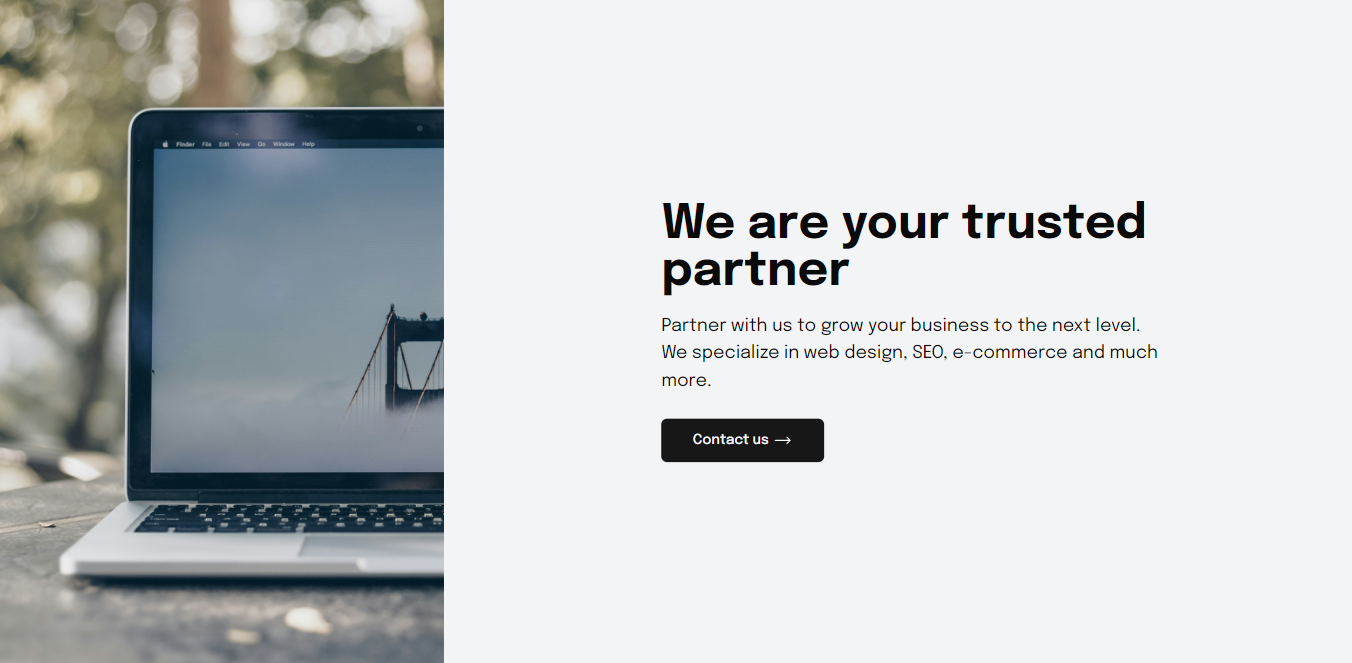 Finder File Edit View Go Window Help
We are your trusted
partner
Partner with us to grow your business to the next level.
We specialize in web design, SEO, e-commerce and much
more.
Contact us →